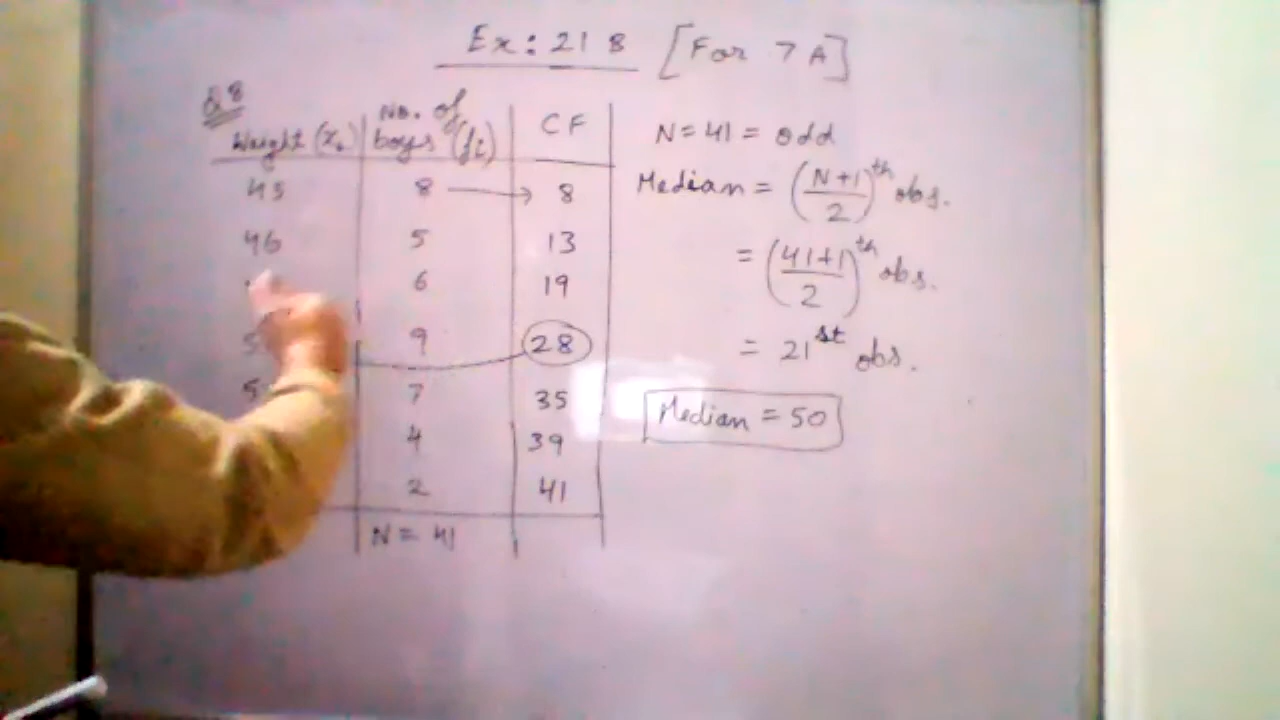 Ex: 21 B [For 7 A]
Q8
Weight (xi) No. of boys (fi) CF
45 8 8
46 5 13
6 19
5 9 28
5 7 35
4 39
2 41
N = 41
N = 41 = odd
Median = (N+1/2)th obs.
= (41+1/2)th obs.
= 21st obs.
Median = 50